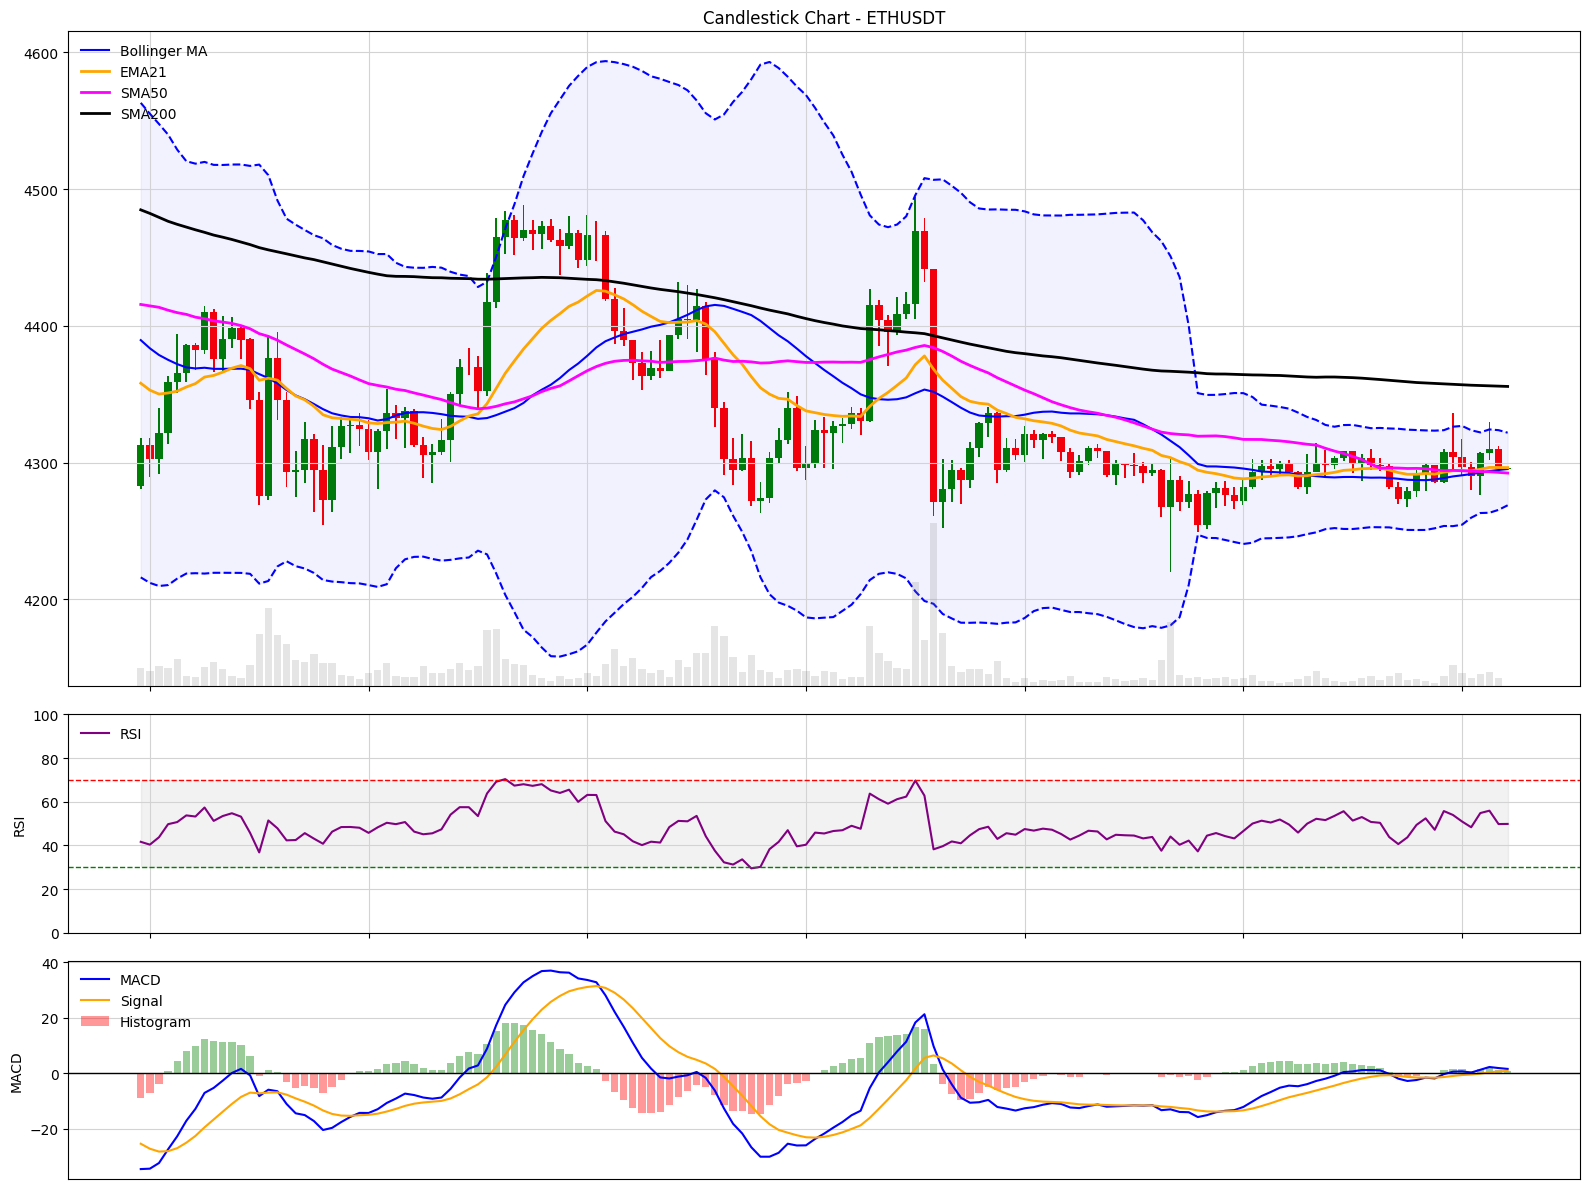 Candlestick Chart - ETHUSDT
4600
4500
4400
4300
4200
Bollinger MA
EMA21
SMA50
SMA200
100
80
60
40
20
0
RSI
RSI
40
20
0
−20
MACD
MACD
Signal
Histogram